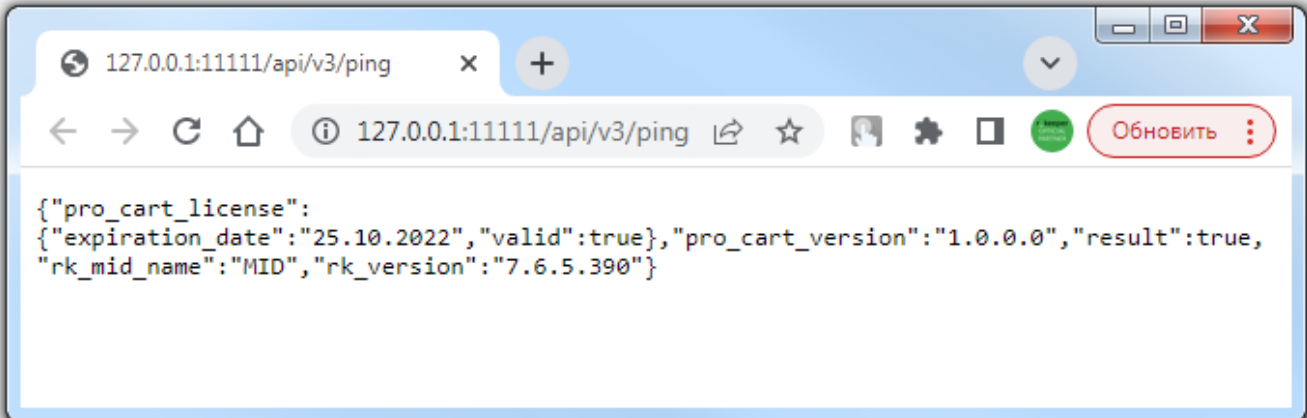 127.0.0.1:11111/api/v3/ping
127.0.0.1:11111/api/v3/ping
Обновить
{"pro_cart_license":
{"expiration_date":"25.10.2022","valid":true},"pro_cart_version":"1.0.0.0","result":true,
"rk_mid_name":"MID","rk_version":"7.6.5.390"}